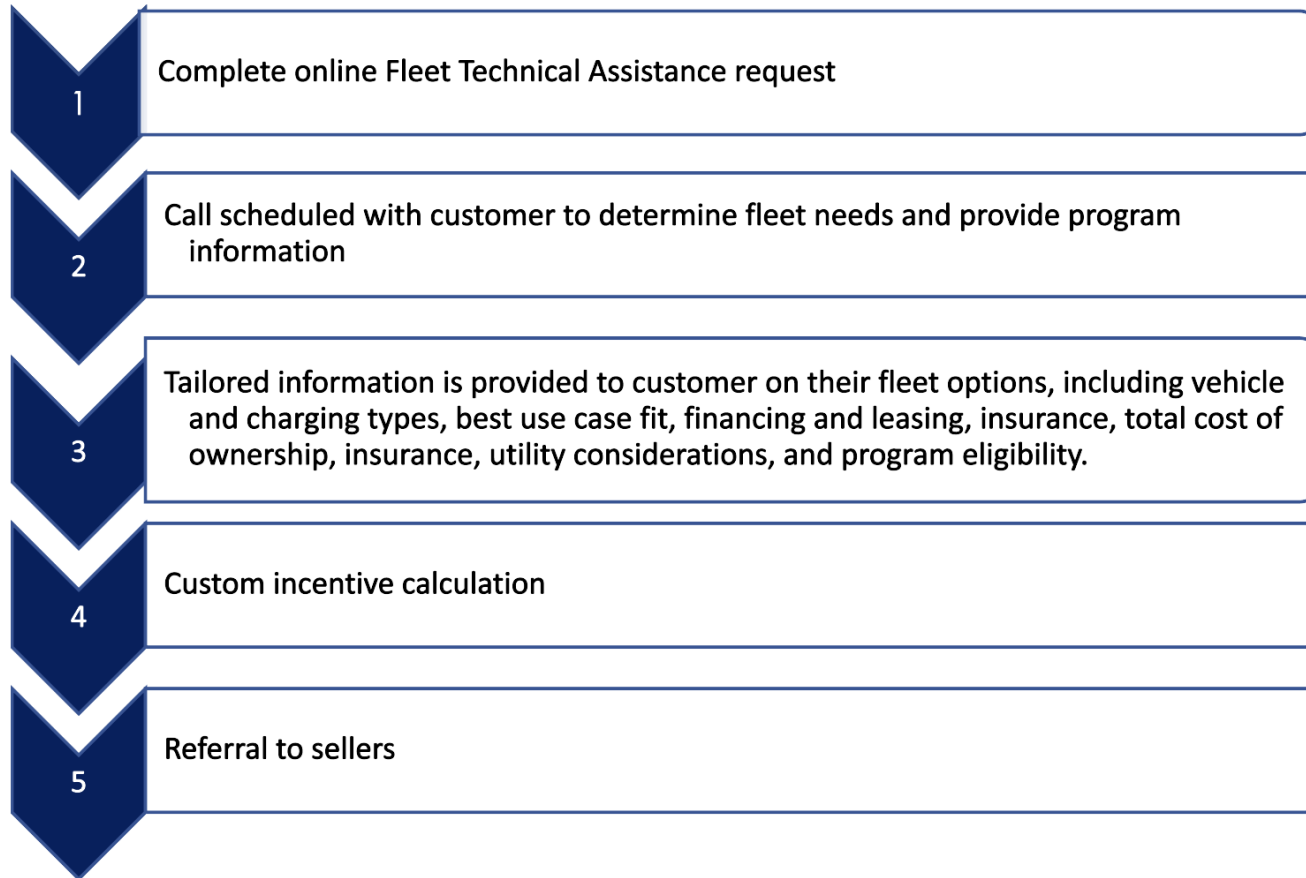 1
Complete online Fleet Technical Assistance request
2
Call scheduled with customer to determine fleet needs and provide program
information
3
Tailored information is provided to customer on their fleet options, including vehicle
and charging types, best use case fit, financing and leasing, insurance, total cost of
ownership, insurance, utility considerations, and program eligibility.
4
Custom incentive calculation
5
Referral to sellers